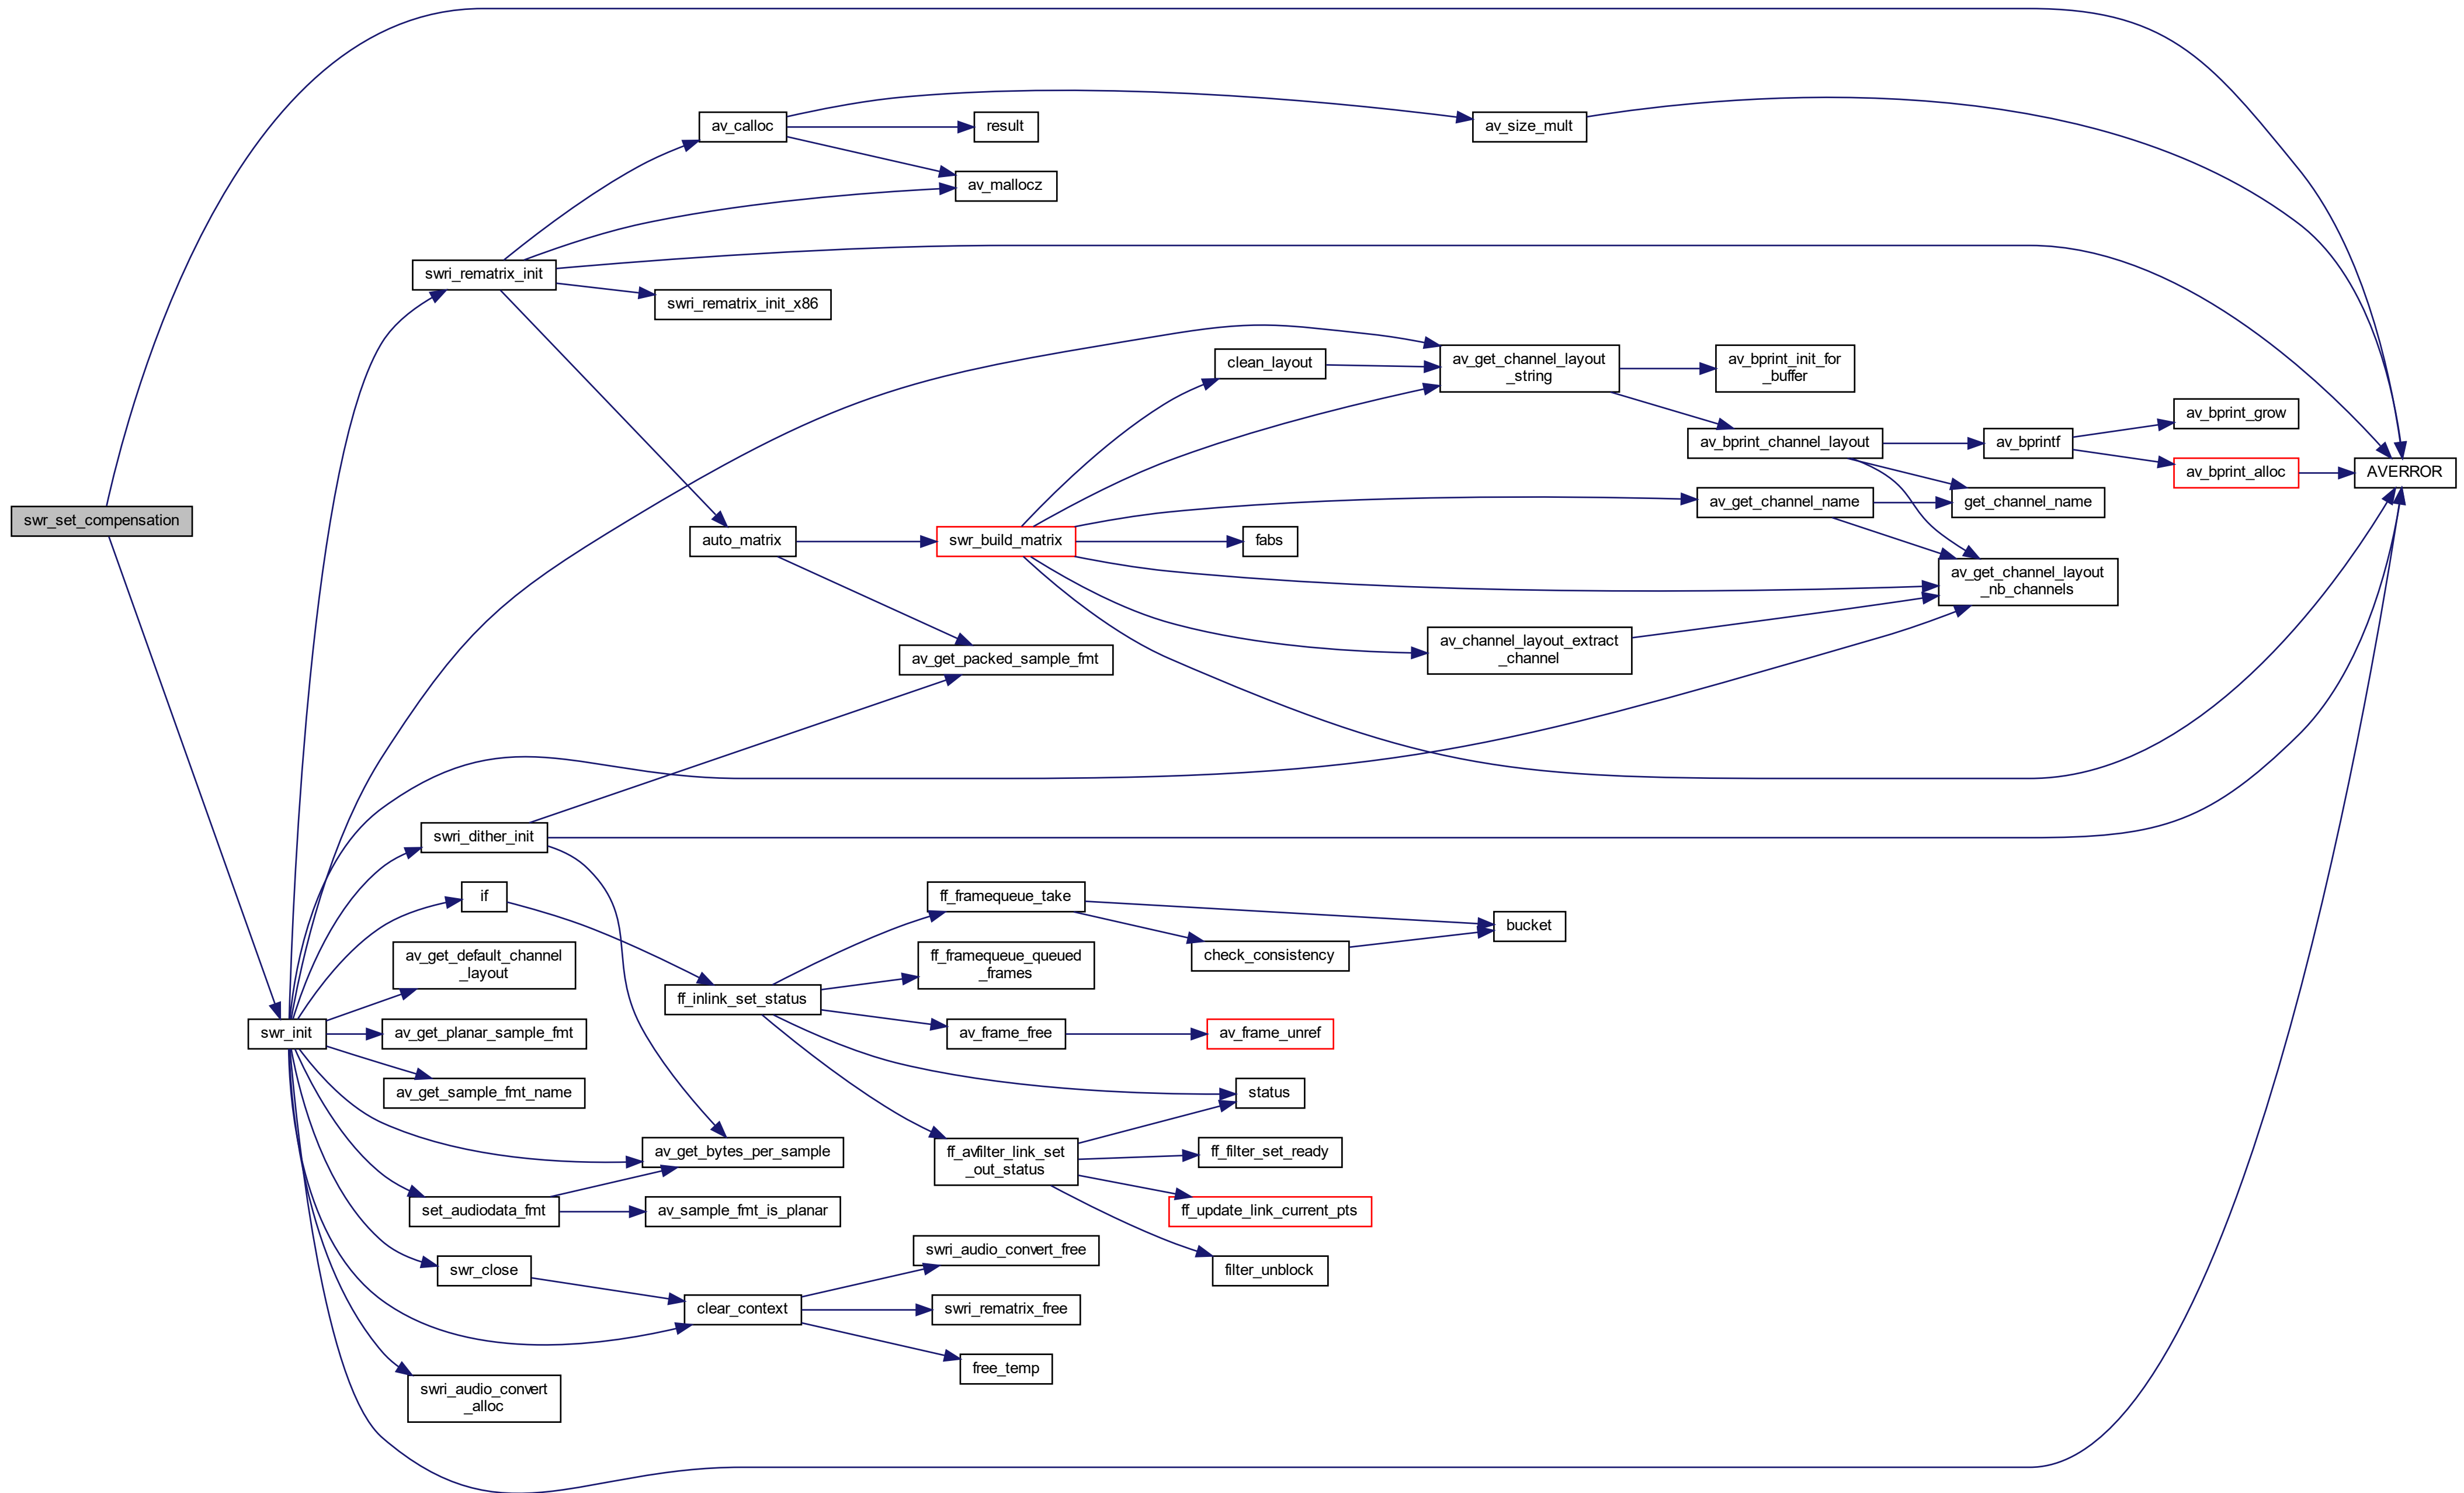 swr_set_compensation
swr_init
swri_rematrix_init
swri_dither_init
if
av_get_default_channel
_layout
av_get_planar_sample_fmt
av_get_sample_fmt_name
set_audiodata_fmt
swr_close
swri_audio_convert
_alloc
av_calloc
swri_rematrix_init_x86
auto_matrix
ff_inlink_set_status
av_get_bytes_per_sample
av_sample_fmt_is_planar
clear_context
result
av_mallocz
swr_build_matrix
av_get_packed_sample_fmt
ff_framequeue_take
ff_framequeue_queued
_frames
av_frame_free
ff_avfilter_link_set
_out_status
swri_audio_convert_free
swri_rematrix_free
free_temp
clean_layout
fabs
check_consistency
av_frame_unref
status
ff_filter_set_ready
ff_update_link_current_pts
filter_unblock
av_size_mult
av_get_channel_layout
_string
av_channel_layout_extract
_channel
bucket
av_bprint_init_for
_buffer
av_bprint_channel_layout
av_get_channel_name
av_bprintf
get_channel_name
av_get_channel_layout
_nb_channels
av_bprint_grow
av_bprint_alloc
AVERROR